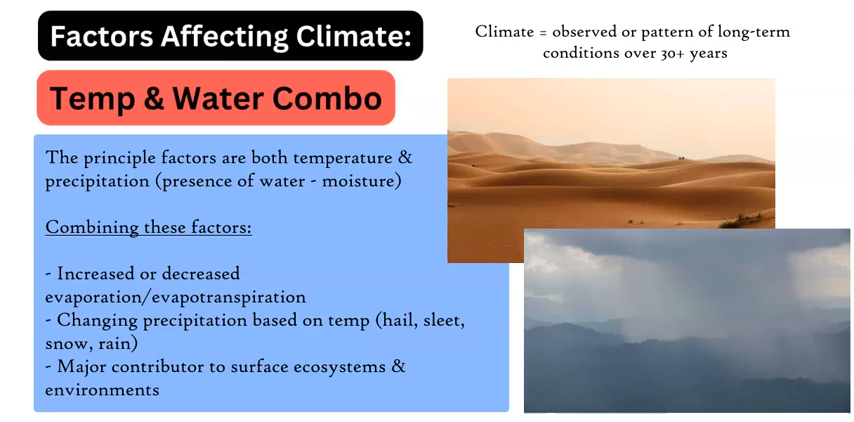 Factors Affecting Climate:
Temp & Water Combo
Climate = observed or pattern of long-term
conditions over 30+ years
The principle factors are both temperature &
precipitation (presence of water - moisture)
Combining these factors:
- Increased or decreased
evaporation/evapotranspiration
- Changing precipitation based on temp (hail, sleet,
snow, rain)
- Major contributor to surface ecosystems &
environments